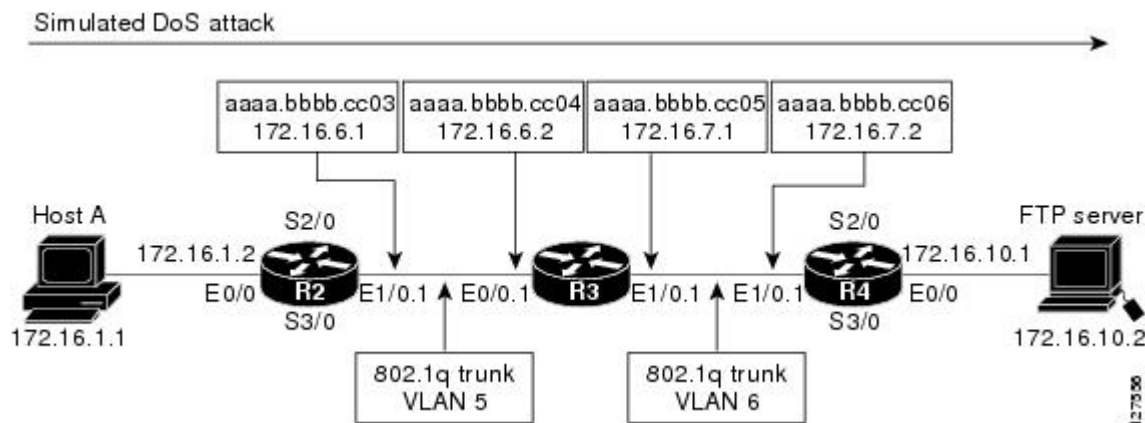 Simulated DoS attack
aaaa.bbbb.cc03
172.16.6.1
aaaa.bbbb.cc04
172.16.6.2
aaaa.bbbb.cc05
172.16.7.1
aaaa.bbbb.cc06
172.16.7.2
Host A
172.16.1.1
172.16.1.2
E0/0
S2/0
R2
S3/0
E1/0.1
E0/0.1
R3
E1/0.1
E1/0.1
S2/0
R4
S3/0
172.16.10.1
E0/0
FTP server
172.16.10.2
802.1q trunk
VLAN 5
802.1q trunk
VLAN 6
127556